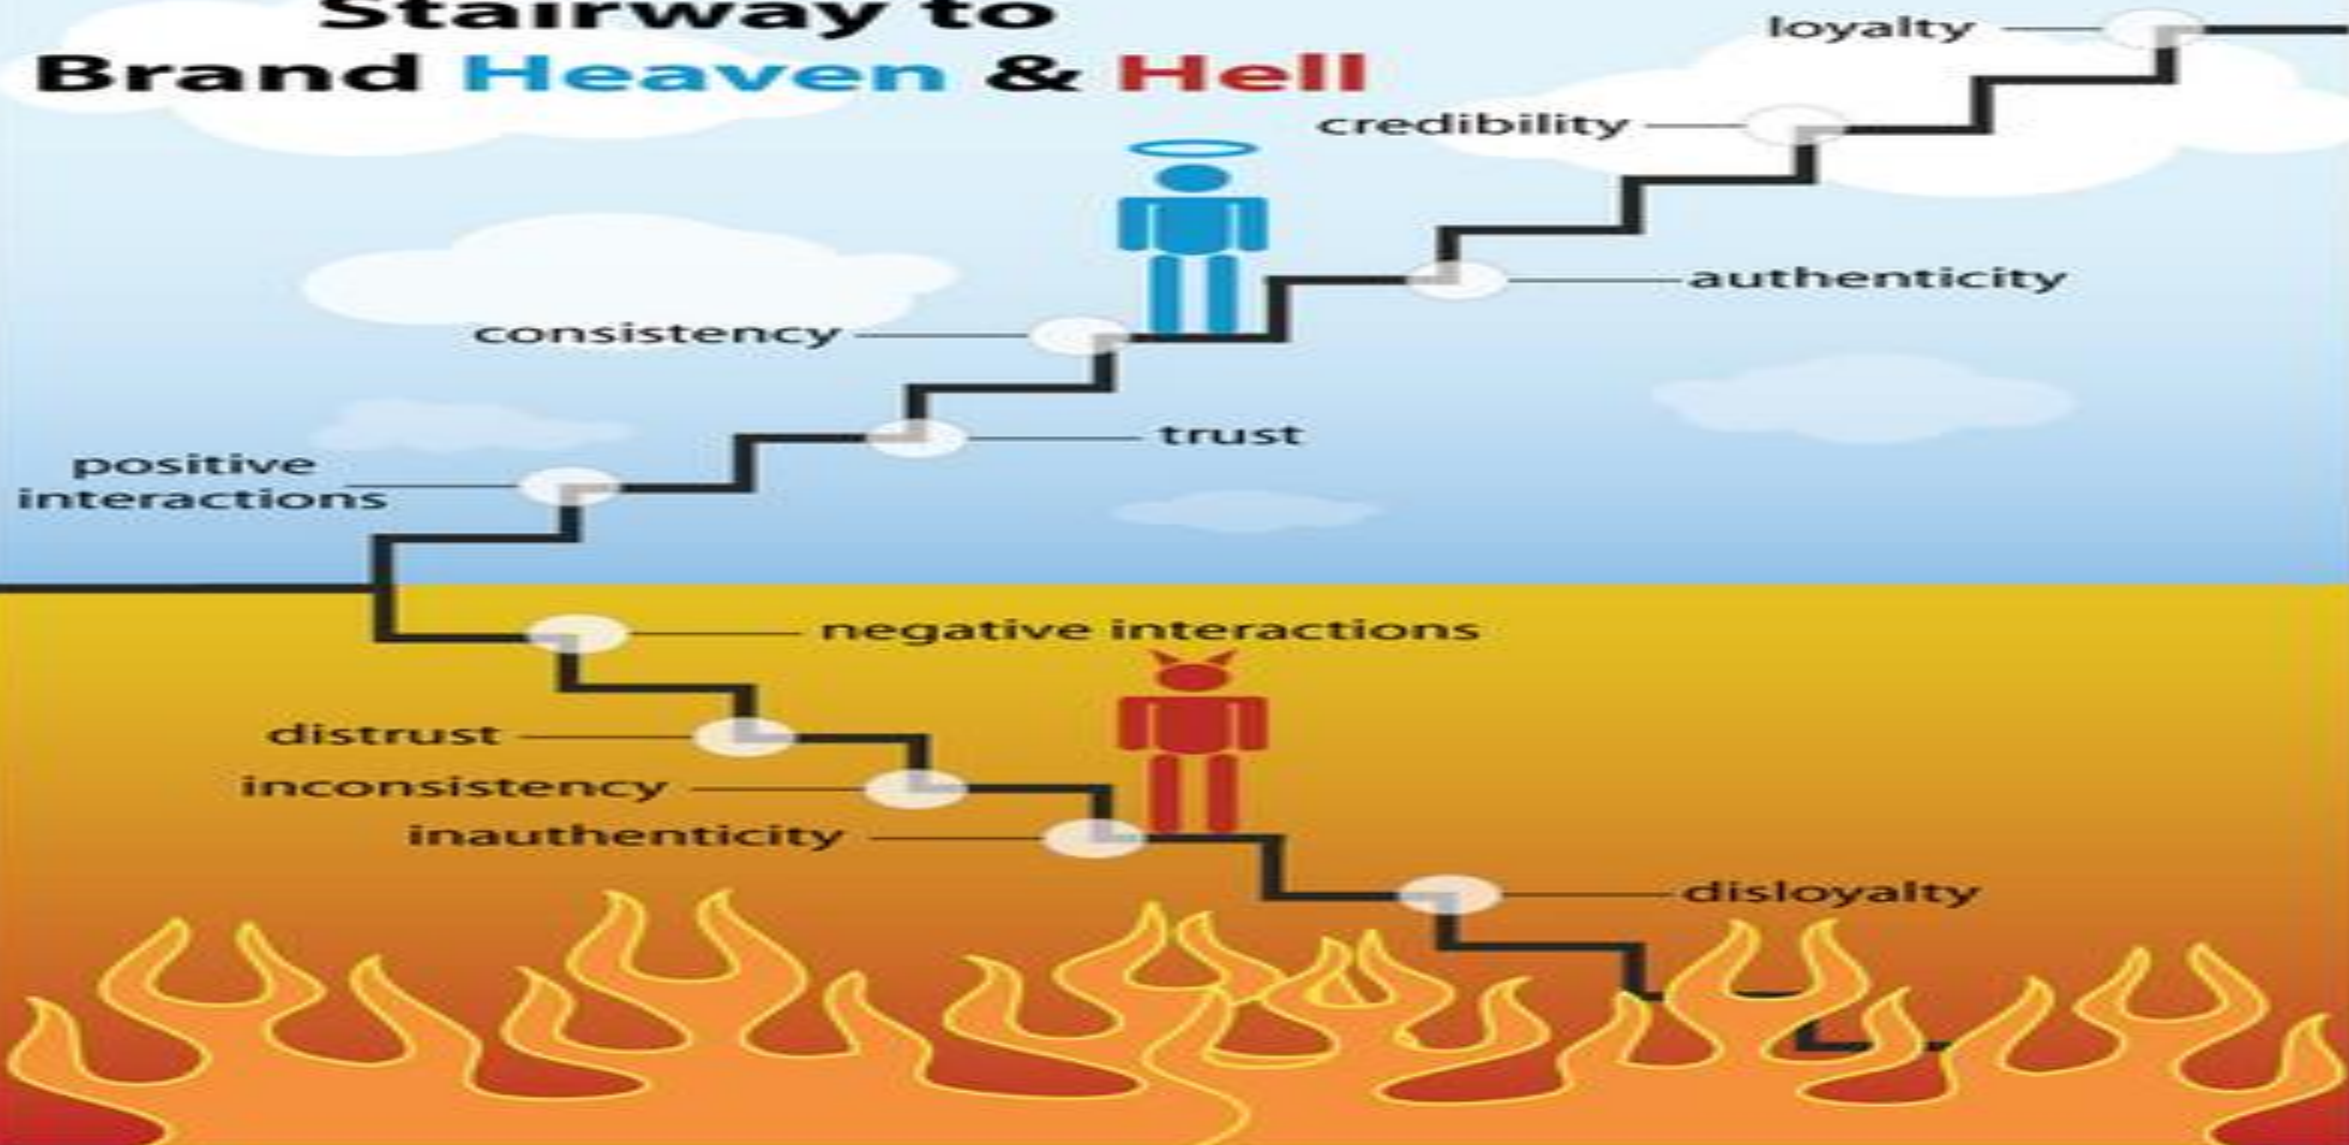 Stairway to
Brand Heaven & Hell
loyalty
credibility
authenticity
consistency
trust
positive
interactions
negative interactions
distrust
inconsistency
inauthenticity
disloyalty